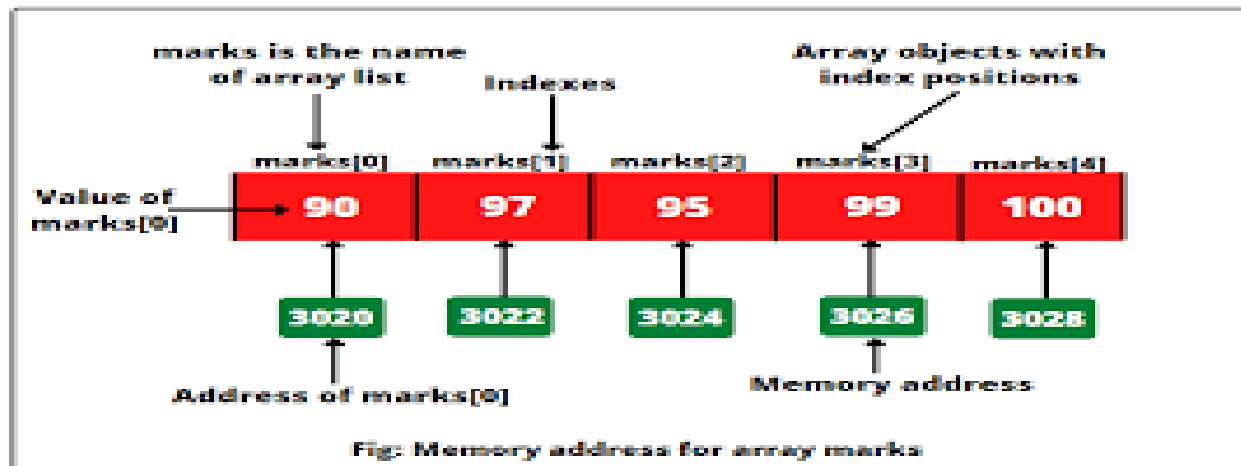 marks is the name
of array list
Indexes
Array objects with
index positions
marks[0] marks[1] marks[2] marks[3] marks[4]
Value of
marks[0]
90 97 95 99 100
3020 3022 3024 3026 3028
Address of marks[0]
Memory address
Fig: Memory address for array marks